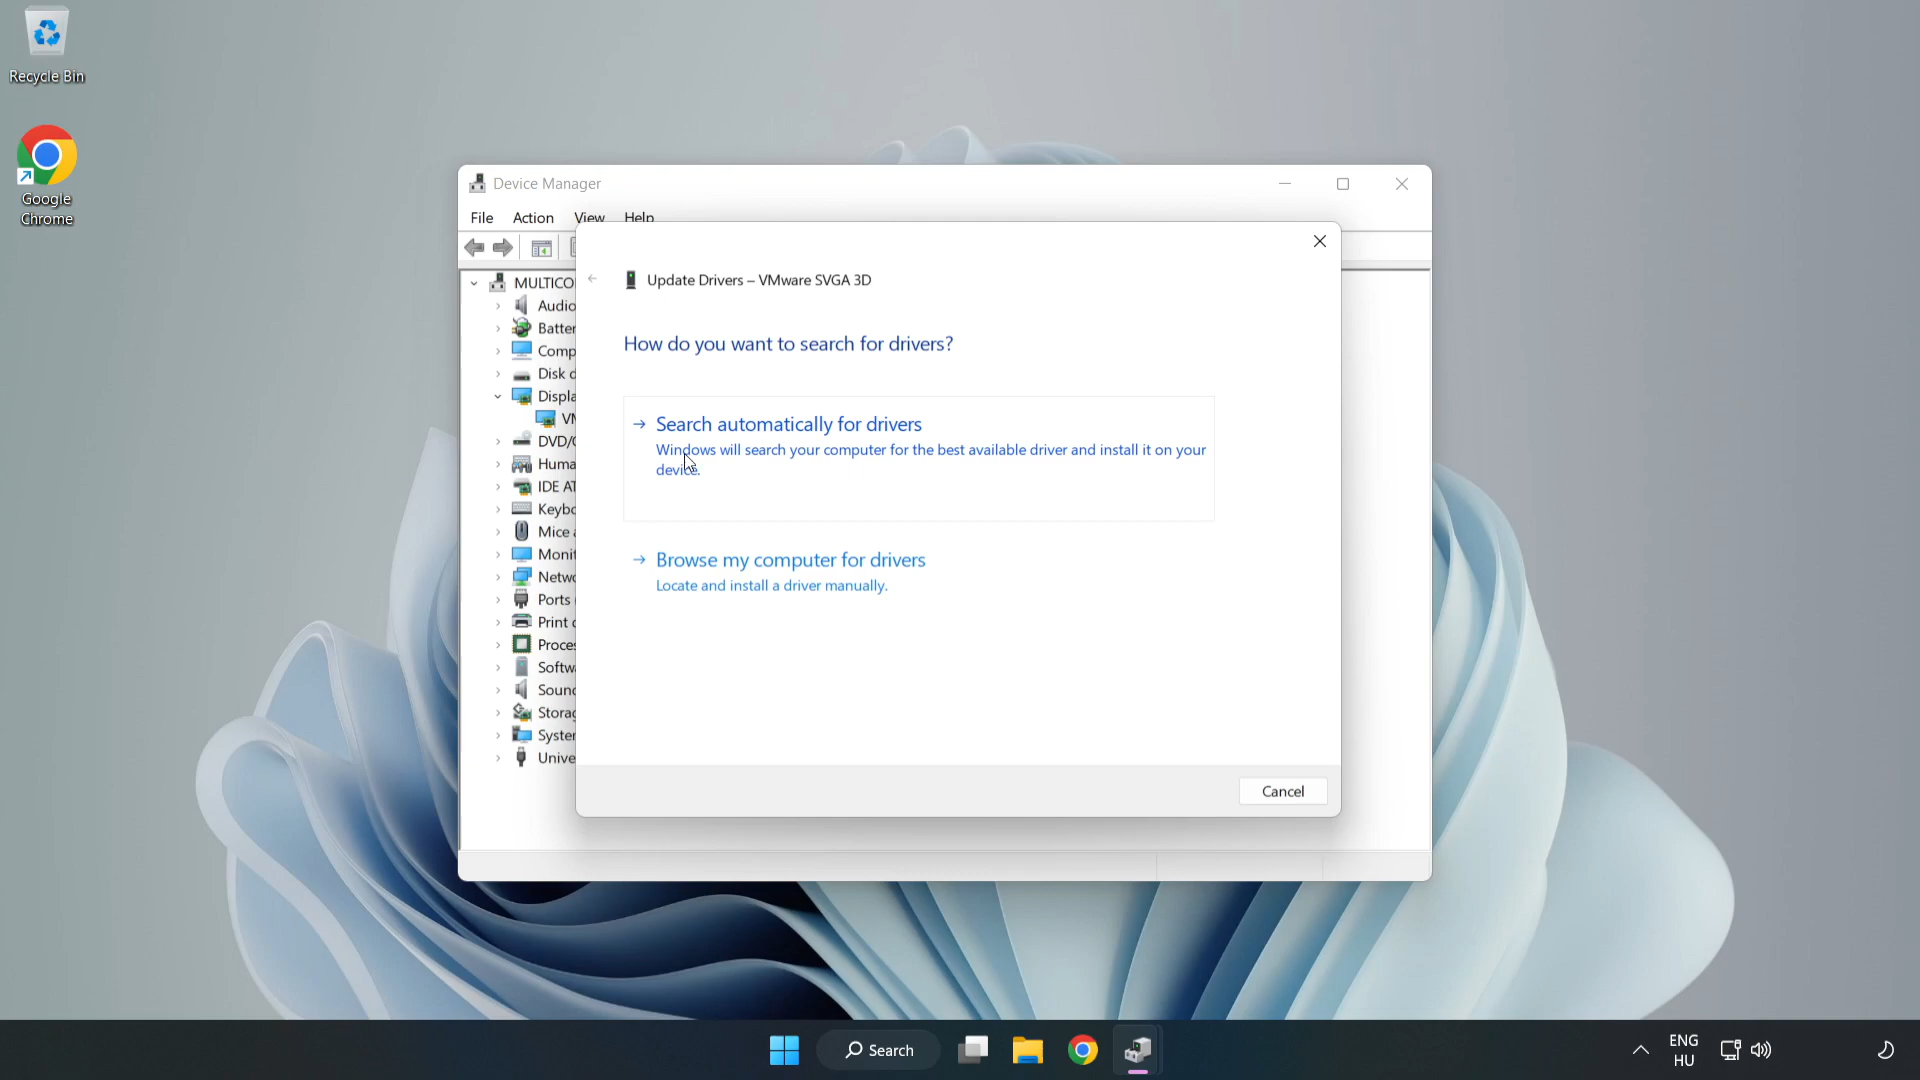 Recycle Bin
Google
Chrome
Device Manager
File Action View Help
MULTICO
Audio
Batter
Comp
Disk d
Displa
VM
DVD/
Huma
IDE AT
Keybo
Mice a
Monit
Netwo
Ports
Print
Proces
Softwa
Sound
Storag
System
Unive
Update Drivers – VMware SVGA 3D
How do you want to search for drivers?
Search automatically for drivers
Windows will search your computer for the best available driver and install it on your
device.
Browse my computer for drivers
Locate and install a driver manually.
Cancel
Search
ENG
HU